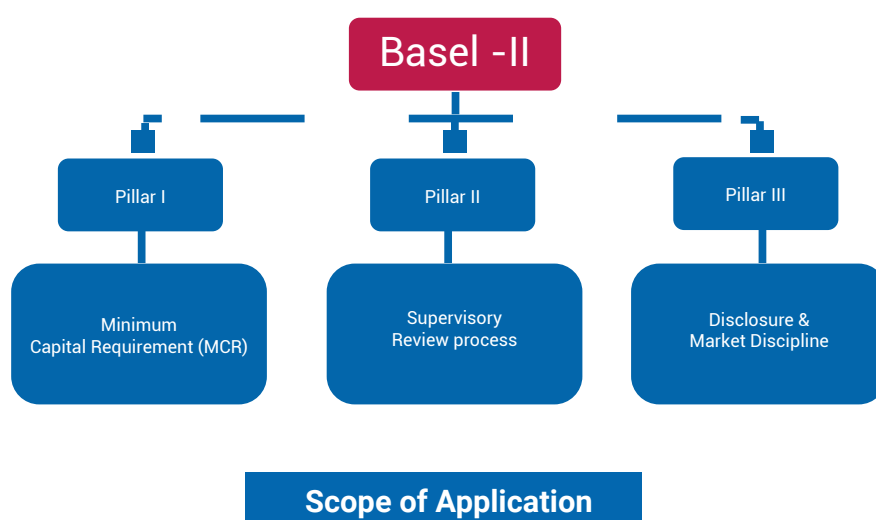 Basel -II
Pillar I
Pillar II
Pillar III
Minimum
Capital Requirement (MCR)
Supervisory
Review process
Disclosure &
Market Discipline
Scope of Application